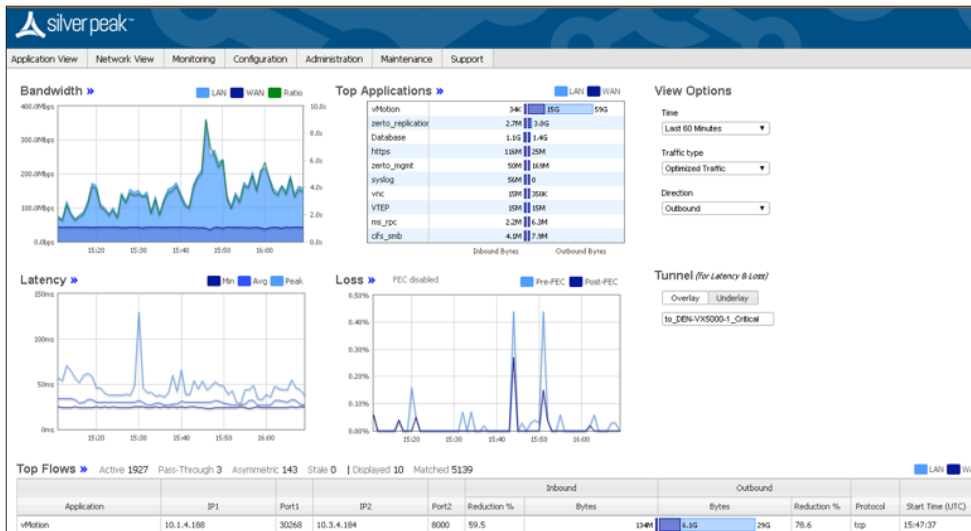 silver peak™
Application View Network View Monitoring Configuration Administration Maintenance Support
Bandwidth » LAN WAN Ratio
400.0Mbps 10.0x
300.0Mbps 8.0x
6.0x
200.0Mbps
4.0x
100.0Mbps
2.0x
0.0bps 0.0x
15:20 15:30 15:40 15:50 16:00
Top Applications » LAN WAN
vMotion 34K 15G 59G
zerto_replication 2.7M 3.0G
Database 1.1G 1.4G
https 116M 25M
zerto_mgmt 50M 169M
syslog 56M 0
vnc 15M 350K
VTEP 15M 15M
ms_rpc 2.2M 6.3M
cifs_smb 4.1M 7.9M
Inbound Bytes Outbound Bytes
View Options
Time
Last 60 Minutes
Traffic type
Optimized Traffic
Direction
Outbound
Latency » Min Avg Peak
150ms
100ms
50ms
0ms
15:20 15:30 15:40 15:50 16:00
Loss » FEC disabled Pre-FEC Post-FEC
0.50%
0.40%
0.30%
0.20%
0.10%
0.00%
15:20 15:30 15:40 15:50 16:00
Tunnel (for Latency & Loss)
Overlay Underlay
to_DEN-VX5000-1_Critical
Top Flows » Active 1927 Pass-Through 3 Asymmetric 143 Stale 0 | Displayed 10 Matched 5139 LAN WA
Inbound Outbound
Application IP1 Port1 IP2 Port2 Reduction % Bytes Bytes Reduction % Protocol Start Time (UTC)
vMotion 10.1.4.188 30268 10.3.4.184 8000 59.5 134M 6.1G 29G 78.6 tcp 15:47:37